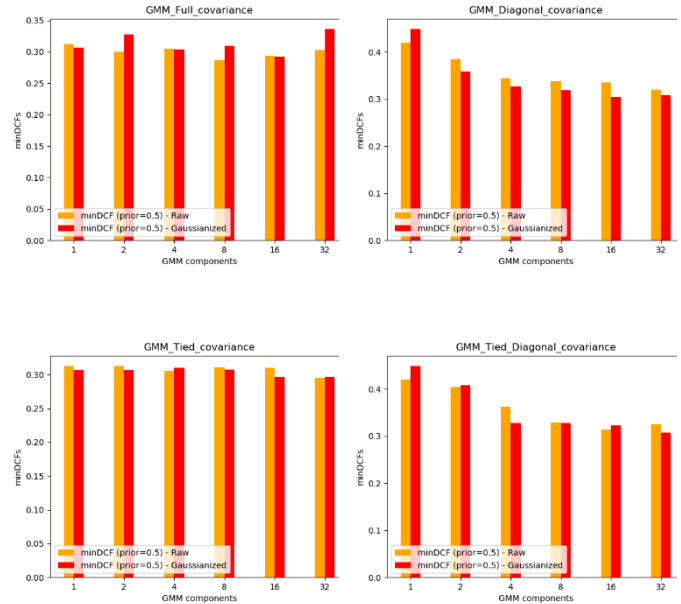 GMM_Full_covariance
minDCFs
0.30
0.25
0.20
0.15
0.10
0.05
0.00
minDCF (prior=0.5) - Raw
minDCF (prior=0.5) - Gaussianized
1 2 4 8 16 32
GMM components
GMM_Diagonal_covariance
minDCFs
0.4
0.3
0.2
0.1
0.0
minDCF (prior=0.5) - Raw
minDCF (prior=0.5) - Gaussianized
1 2 4 8 16 32
GMM components
GMM_Tied_covariance
minDCFs
0.30
0.25
0.20
0.15
0.10
0.05
0.00
minDCF (prior=0.5) - Raw
minDCF (prior=0.5) - Gaussianized
1 2 4 8 16 32
GMM components
GMM_Tied_Diagonal_covariance
minDCFs
0.4
0.3
0.2
0.1
0.0
minDCF (prior=0.5) - Raw
minDCF (prior=0.5) - Gaussianized
1 2 4 8 16 32
GMM components